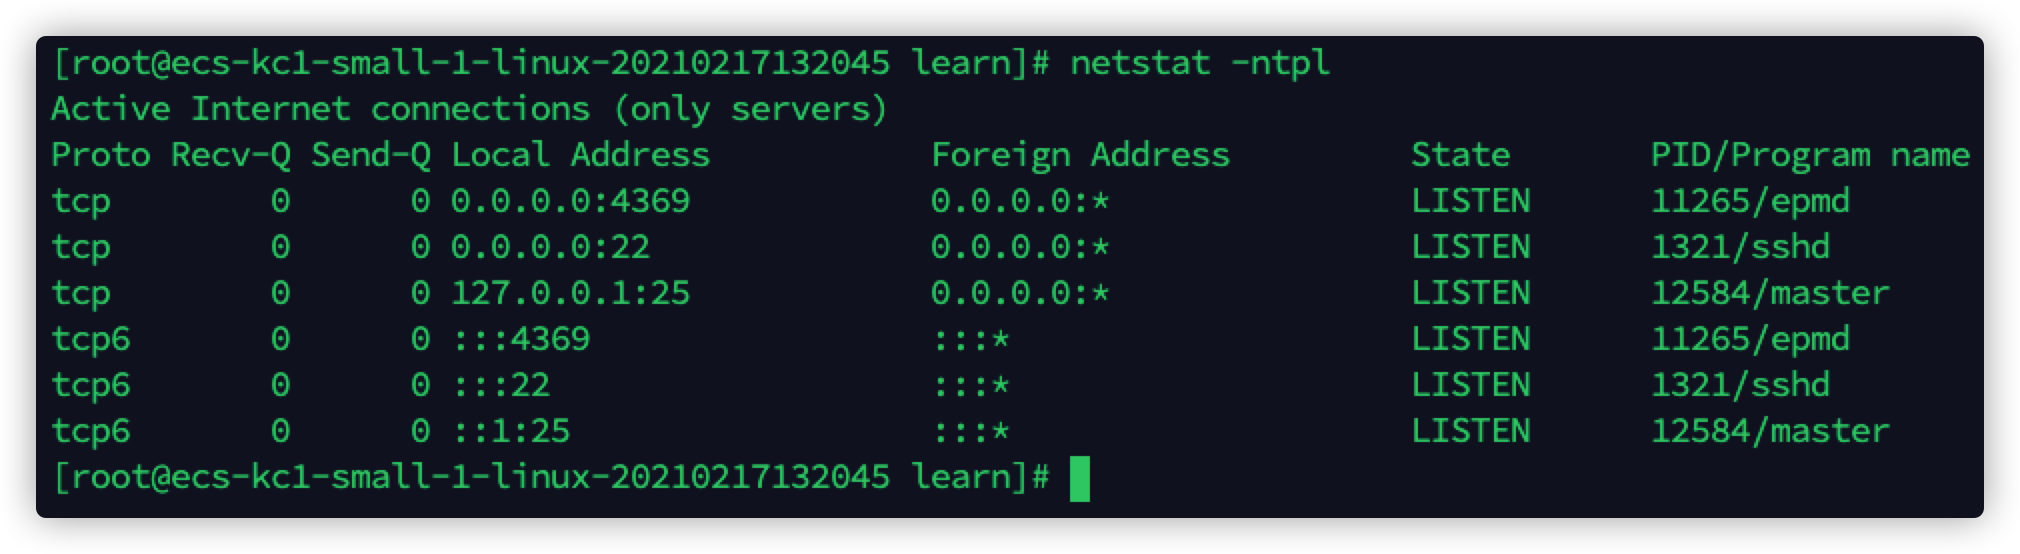 [root@ecs-kc1-small-1-linux-20210217132045 learn]# netstat -ntpl
Active Internet connections (only servers)
Proto Recv-Q Send-Q Local Address           Foreign Address         State       PID/Program name
tcp        0      0 0.0.0.0:4369            0.0.0.0:*               LISTEN      11265/epmd
tcp        0      0 0.0.0.0:22              0.0.0.0:*               LISTEN      1321/sshd
tcp        0      0 127.0.0.1:25            0.0.0.0:*               LISTEN      12584/master
tcp6       0      0 :::4369                 :::*                    LISTEN      11265/epmd
tcp6       0      0 :::22                   :::*                    LISTEN      1321/sshd
tcp6       0      0 ::1:25                  :::*                    LISTEN      12584/master
[root@ecs-kc1-small-1-linux-20210217132045 learn]#